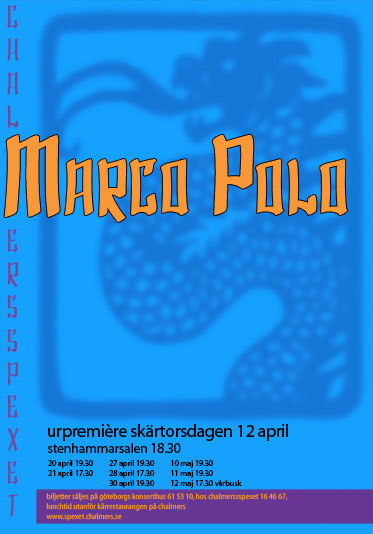 CHALMERSSPEXET
MARCO POLO
urpremière skärtorsdagen 12 april
stenhammarsalen 18.30
20 april 19.30 27 april 19.30 10 maj 19.30
21 april 17.30 28 april 17.30 11 maj 19.30
30 april 19.30 12 maj 17.30 vårbusk
biljetter säljes på göteborgs konserthus 61 53 10, hos chalmersspexet 16 46 67,
lunchtid utanför kårrestaurangen på chalmers
www.spexet.chalmers.se